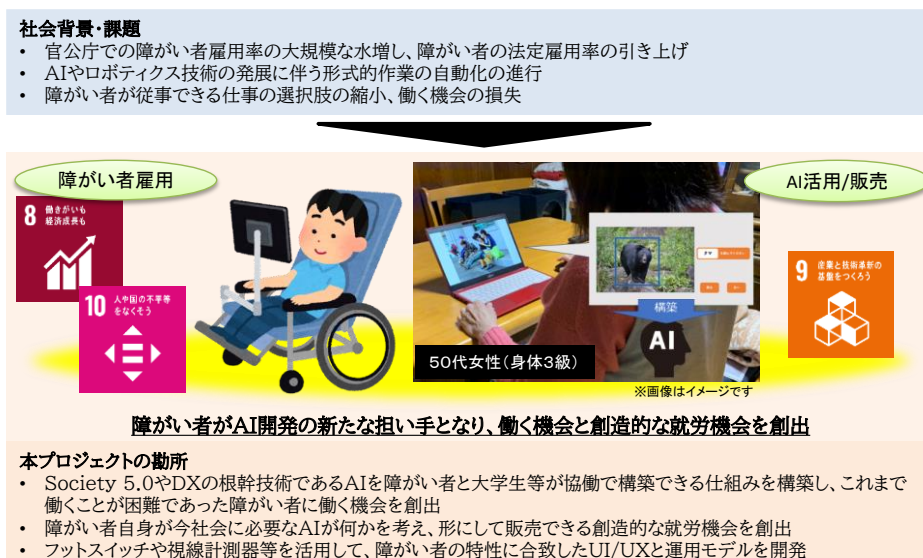 社会背景・課題
• 官公庁での障がい者雇用率の大規模な水増し、障がい者の法定雇用率の引き上げ
• AIやロボティクス技術の発展に伴う形式的作業の自動化の進行
• 障がい者が従事できる仕事の選択肢の縮小、働く機会の損失
障がい者雇用
AI活用/販売
8 働きがいも
経済成長も
10 人や国の不平等
をなくそう
9 産業と技術革新の
基盤をつくろう
構築
AI
50代女性(身体3級)
※画像はイメージです
障がい者がAI開発の新たな担い手となり、働く機会と創造的な就労機会を創出
本プロジェクトの勘所
• Society 5.0やDXの根幹技術であるAIを障がい者と大学生等が協働で構築できる仕組みを構築し、これまで
働くことが困難であった障がい者に働く機会を創出
• 障がい者自身が今社会に必要なAIが何かを考え、形にして販売できる創造的な就労機会を創出
• フットスイッチや視線計測器等を活用して、障がい者の特性に合致したUI/UXと運用モデルを開発